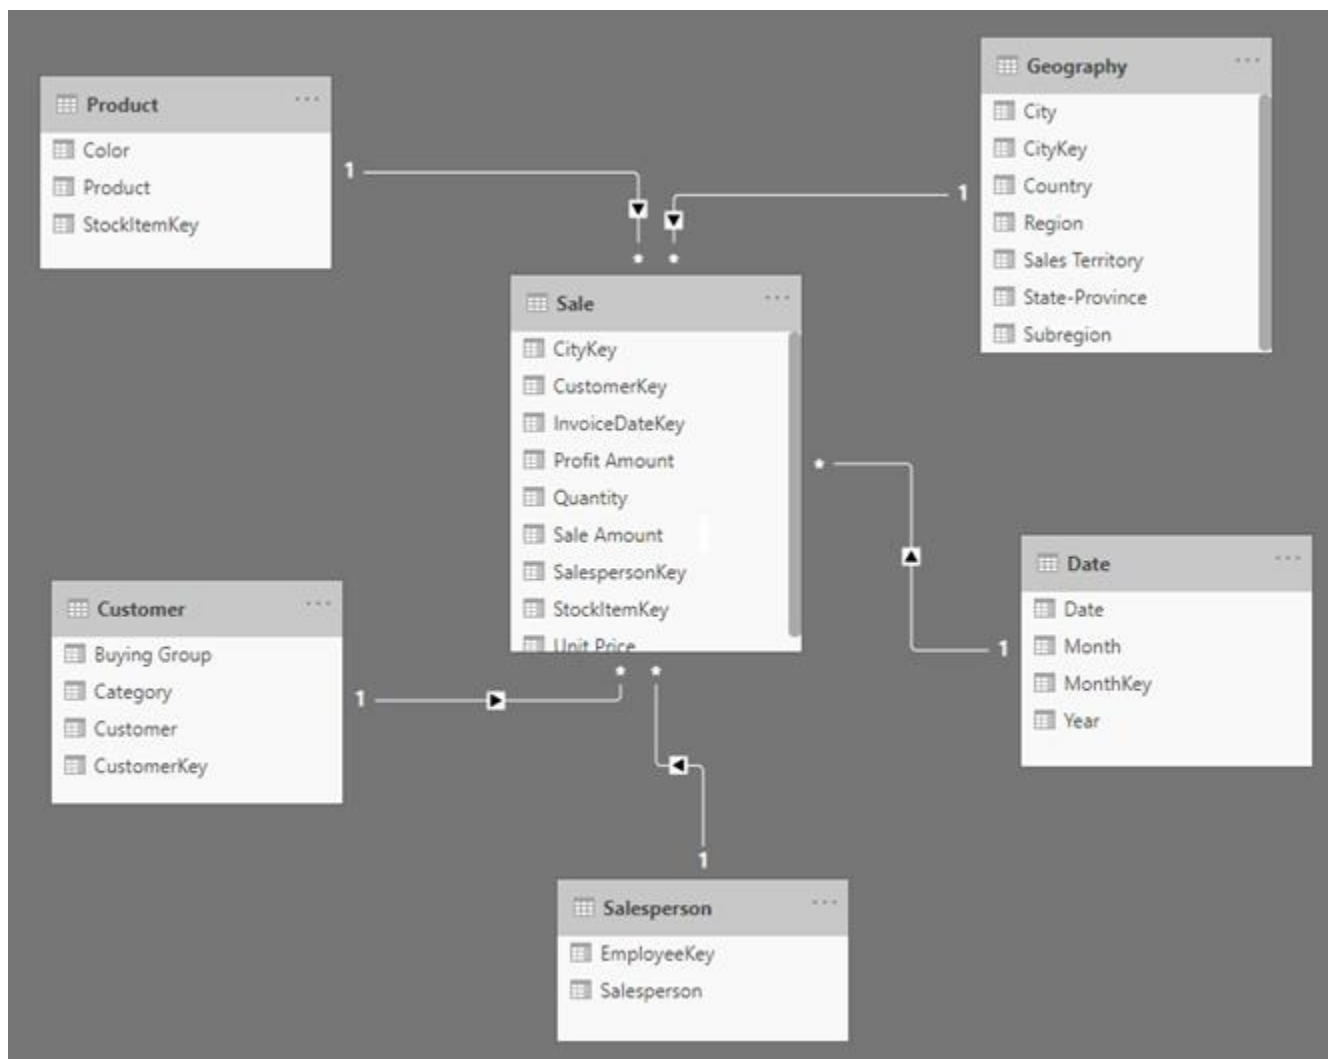 Product
Color
Product
StockItemKey
1
Geography
City
CityKey
Country
Region
Sales Territory
State-Province
Subregion
1
* *
Sale
CityKey
CustomerKey
InvoiceDateKey
Profit Amount
Quantity
Sale Amount
SalespersonKey
StockItemKey
Unit Price
*
Date
Date
Month
MonthKey
Year
1
Customer
Buying Group
Category
Customer
CustomerKey
1
* *
1
Salesperson
EmployeeKey
Salesperson